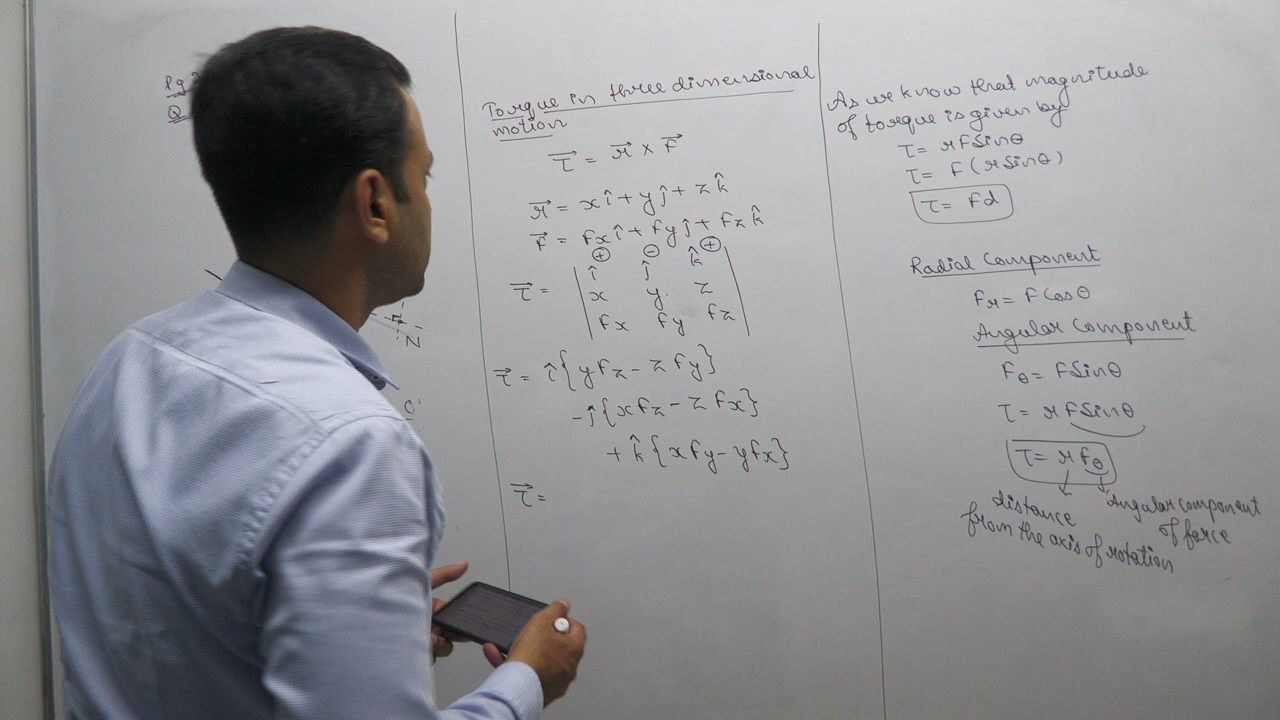 Pg
Q
N
C'
Torque in three dimensional
motion
τ⃗ = r⃗ x F⃗
r⃗ = xî + yĵ + zk̂
F⃗ = Fxî + Fyĵ + Fzk̂
⊕ ⊖ ⊕
τ⃗ = | î ĵ k̂ |
| x y z |
| Fx Fy Fz |
τ⃗ = î{yFz - zFy}
-ĵ{xFz - zFx}
+ k̂{xFy - yFx}
τ⃗ =
As we know that magnitude
of torque is given by
τ = rFSinθ
τ = F(rSinθ)
τ = Fd
Radial Component
Fr = FCosθ
Angular Component
Fθ = FSinθ
τ = rFSinθ
τ = rFθ
distance
from the axis of rotation
Angular component
of force